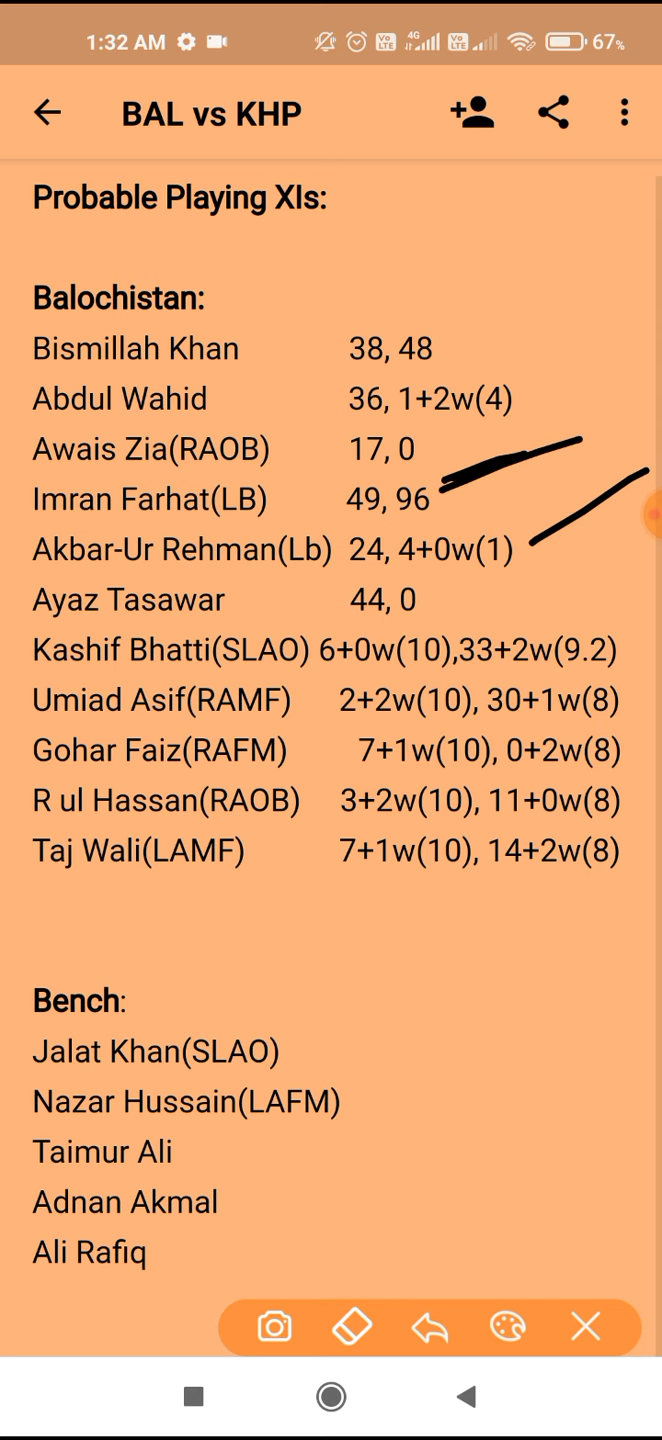 1:32 AM 4G Vo LTE Vo LTE 67%
BAL vs KHP
Probable Playing XIs:
Balochistan:
Bismillah Khan 38, 48
Abdul Wahid 36, 1+2w(4)
Awais Zia(RAOB) 17, 0
Imran Farhat(LB) 49, 96
Akbar-Ur Rehman(Lb) 24, 4+0w(1)
Ayaz Tasawar 44, 0
Kashif Bhatti(SLAO) 6+0w(10),33+2w(9.2)
Umiad Asif(RAMF) 2+2w(10), 30+1w(8)
Gohar Faiz(RAFM) 7+1w(10), 0+2w(8)
R ul Hassan(RAOB) 3+2w(10), 11+0w(8)
Taj Wali(LAMF) 7+1w(10), 14+2w(8)
Bench:
Jalat Khan(SLAO)
Nazar Hussain(LAFM)
Taimur Ali
Adnan Akmal
Ali Rafiq